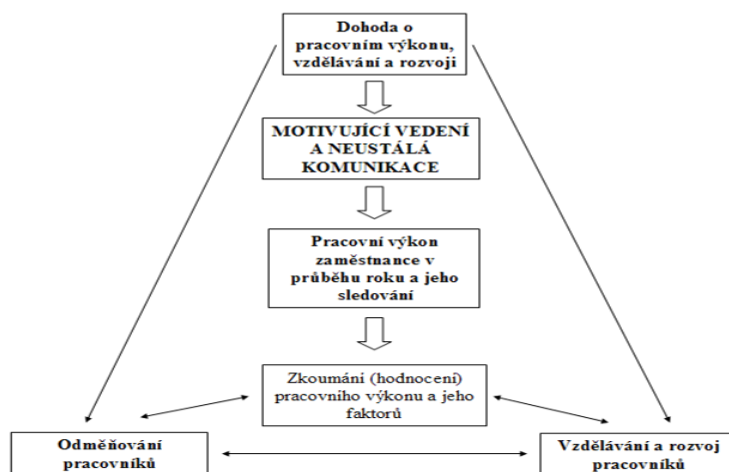 Dohoda o
pracovním výkonu,
vzdělávání a rozvoji
MOTIVUJÍCÍ VEDENÍ
A NEUSTÁLÁ
KOMUNIKACE
Pracovní výkon
zaměstnance v
průběhu roku a jeho
sledování
Zkoumání (hodnocení)
pracovního výkonu a jeho
faktorů
Odměňování
pracovníků
Vzdělávání a rozvoj
pracovníků